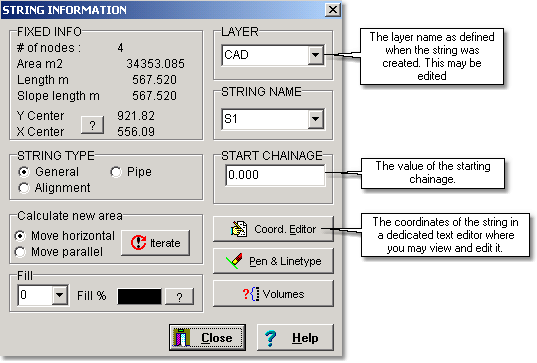 STRING INFORMATION
FIXED INFO
# of nodes : 4
Area m2 34353.085
Length m 567.520
Slope length m 567.520
Y Center 921.82
X Center 556.09
?
LAYER
CAD
The layer name as defined
when the string was
created. This may be
edited
STRING NAME
S1
STRING TYPE
General
Pipe
Alignment
START CHAINAGE
0.000
The value of the starting
chainage.
Calculate new area
Move horizontal
Move parallel
Iterate
Coord. Editor
The coordinates of the string in
a dedicated text editor where
you may view and edit it.
Pen & Linetype
Fill
0
Fill %
?
?{ Volumes
Close
? Help